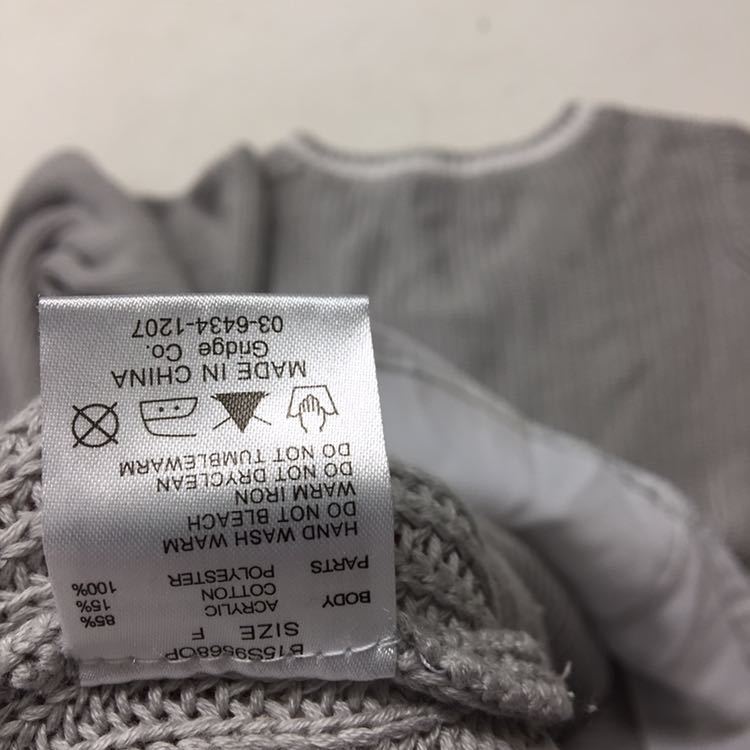 B15S9568OP
SIZE F
BODY ACRYLIC 85%
COTTON 15%
PARTS POLYESTER 100%
HAND WASH WARM
DO NOT BLEACH
WARM IRON
DO NOT DRYCLEAN
DO NOT TUMBLEWARM
MADE IN CHINA
Gridge Co.
03-6434-1207